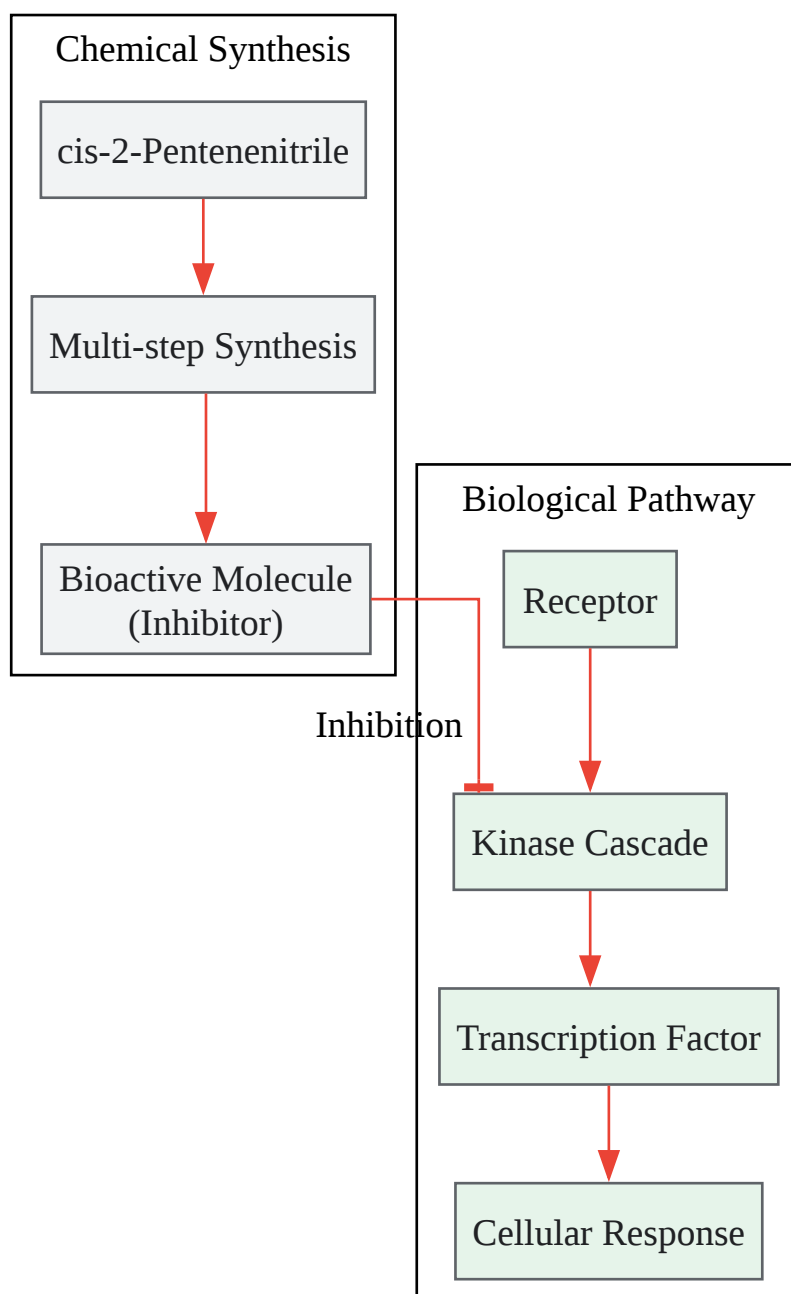 Chemical Synthesis
cis-2-Pentenenitrile
Multi-step Synthesis
Bioactive Molecule
(Inhibitor)
Inhibition
Biological Pathway
Receptor
Kinase Cascade
Transcription Factor
Cellular Response